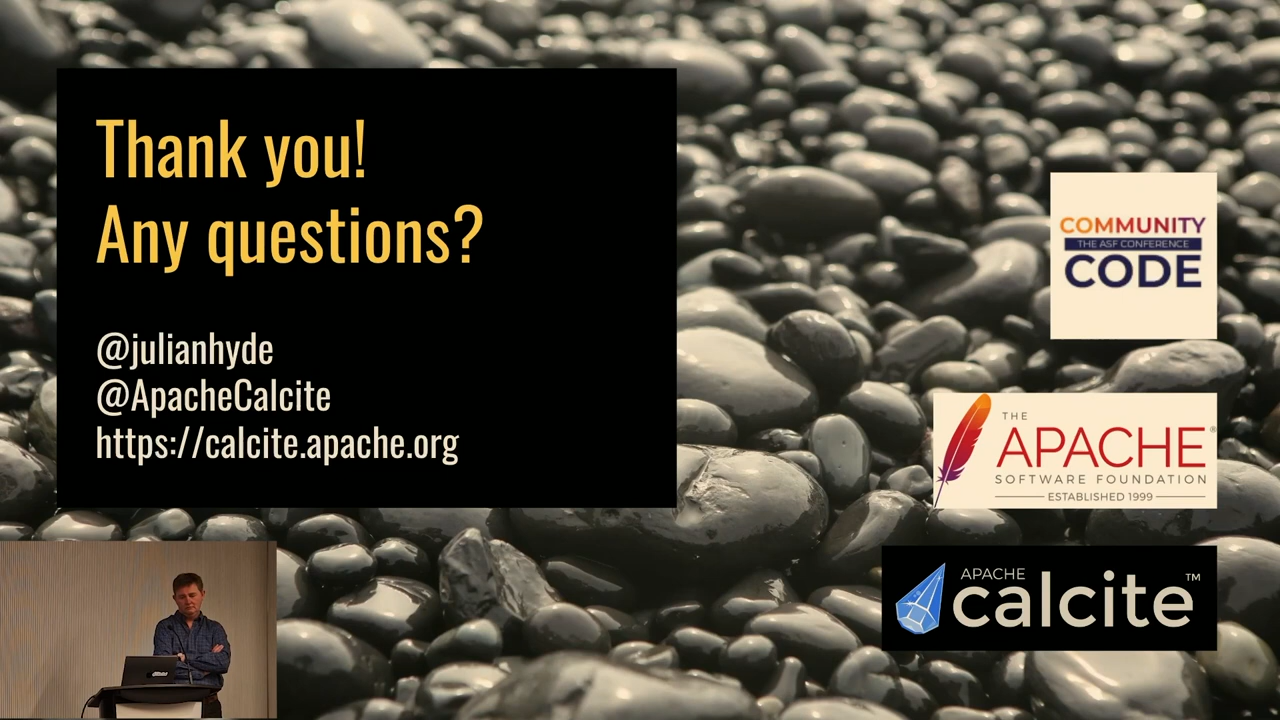 Thank you!
Any questions?
@julianhyde
@ApacheCalcite
https://calcite.apache.org
COMMUNITY
THE ASF CONFERENCE
CODE
THE
APACHE®
SOFTWARE FOUNDATION
ESTABLISHED 1999
APACHE
calcite™